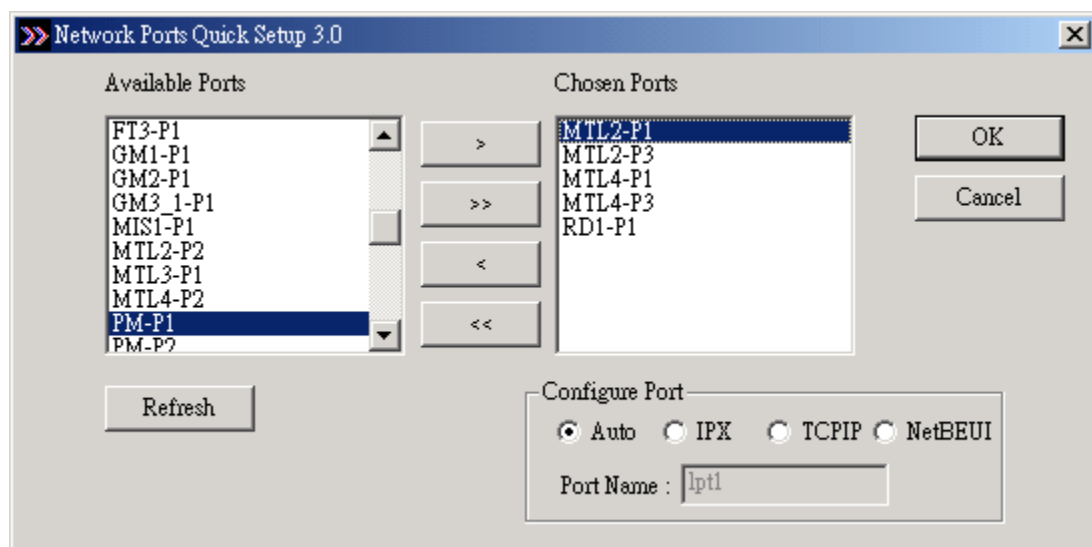 Network Ports Quick Setup 3.0
Available Ports
FT3-P1
GM1-P1
GM2-P1
GM3_1-P1
MIS1-P1
MTL2-P2
MTL3-P1
MTL4-P2
PM-P1
PM-P2
>
>>
<
<<
Chosen Ports
MTL2-P1
MTL2-P3
MTL4-P1
MTL4-P3
RD1-P1
OK
Cancel
Refresh
Configure Port
Auto IPX TCPIP NetBEUI
Port Name : lpt1